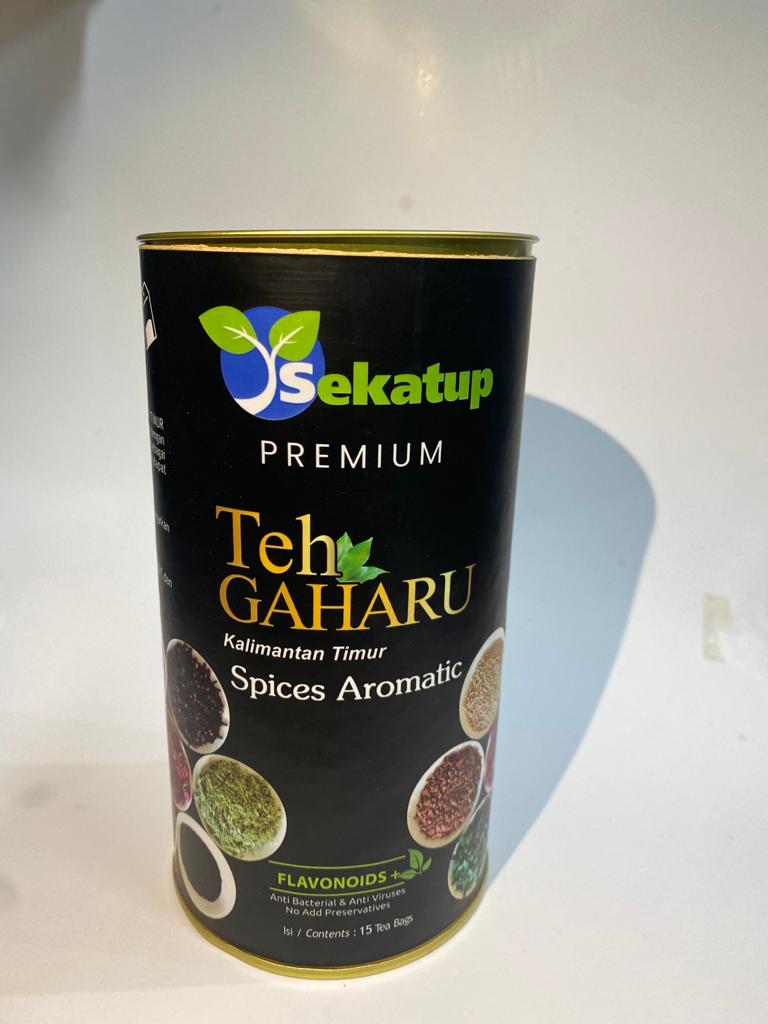 Sekatup
PREMIUM
Teh
GAHARU
Kalimantan Timur
Spices Aromatic
FLAVONOIDS +
Anti Bacterial & Anti Viruses
No Add Preservatives
Isi / Contents : 15 Tea Bags